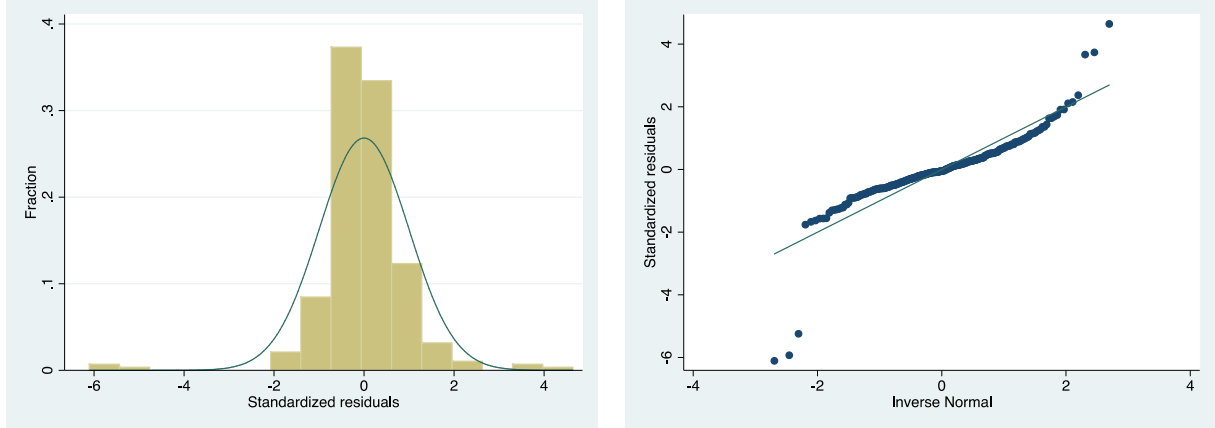 .4
.3
.2
.1
0
Fraction
-6 -4 -2 0 2 4
Standardized residuals
4
2
0
-2
-4
-6
Standardized residuals
-4 -2 0 2 4
Inverse Normal